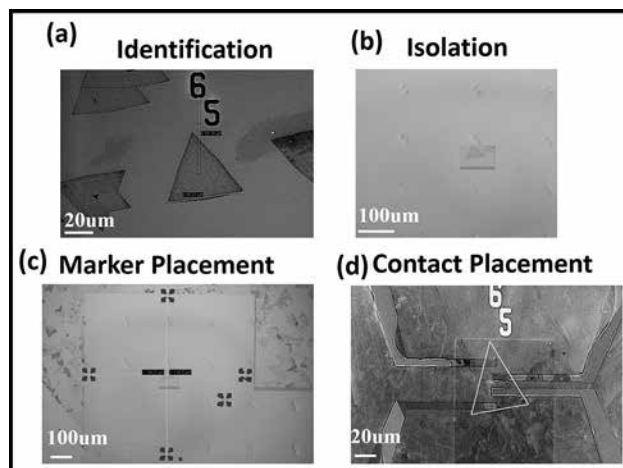 (a) Identification
6
5
20um
(b) Isolation
100um
(c) Marker Placement
100um
(d) Contact Placement
6
5
20um